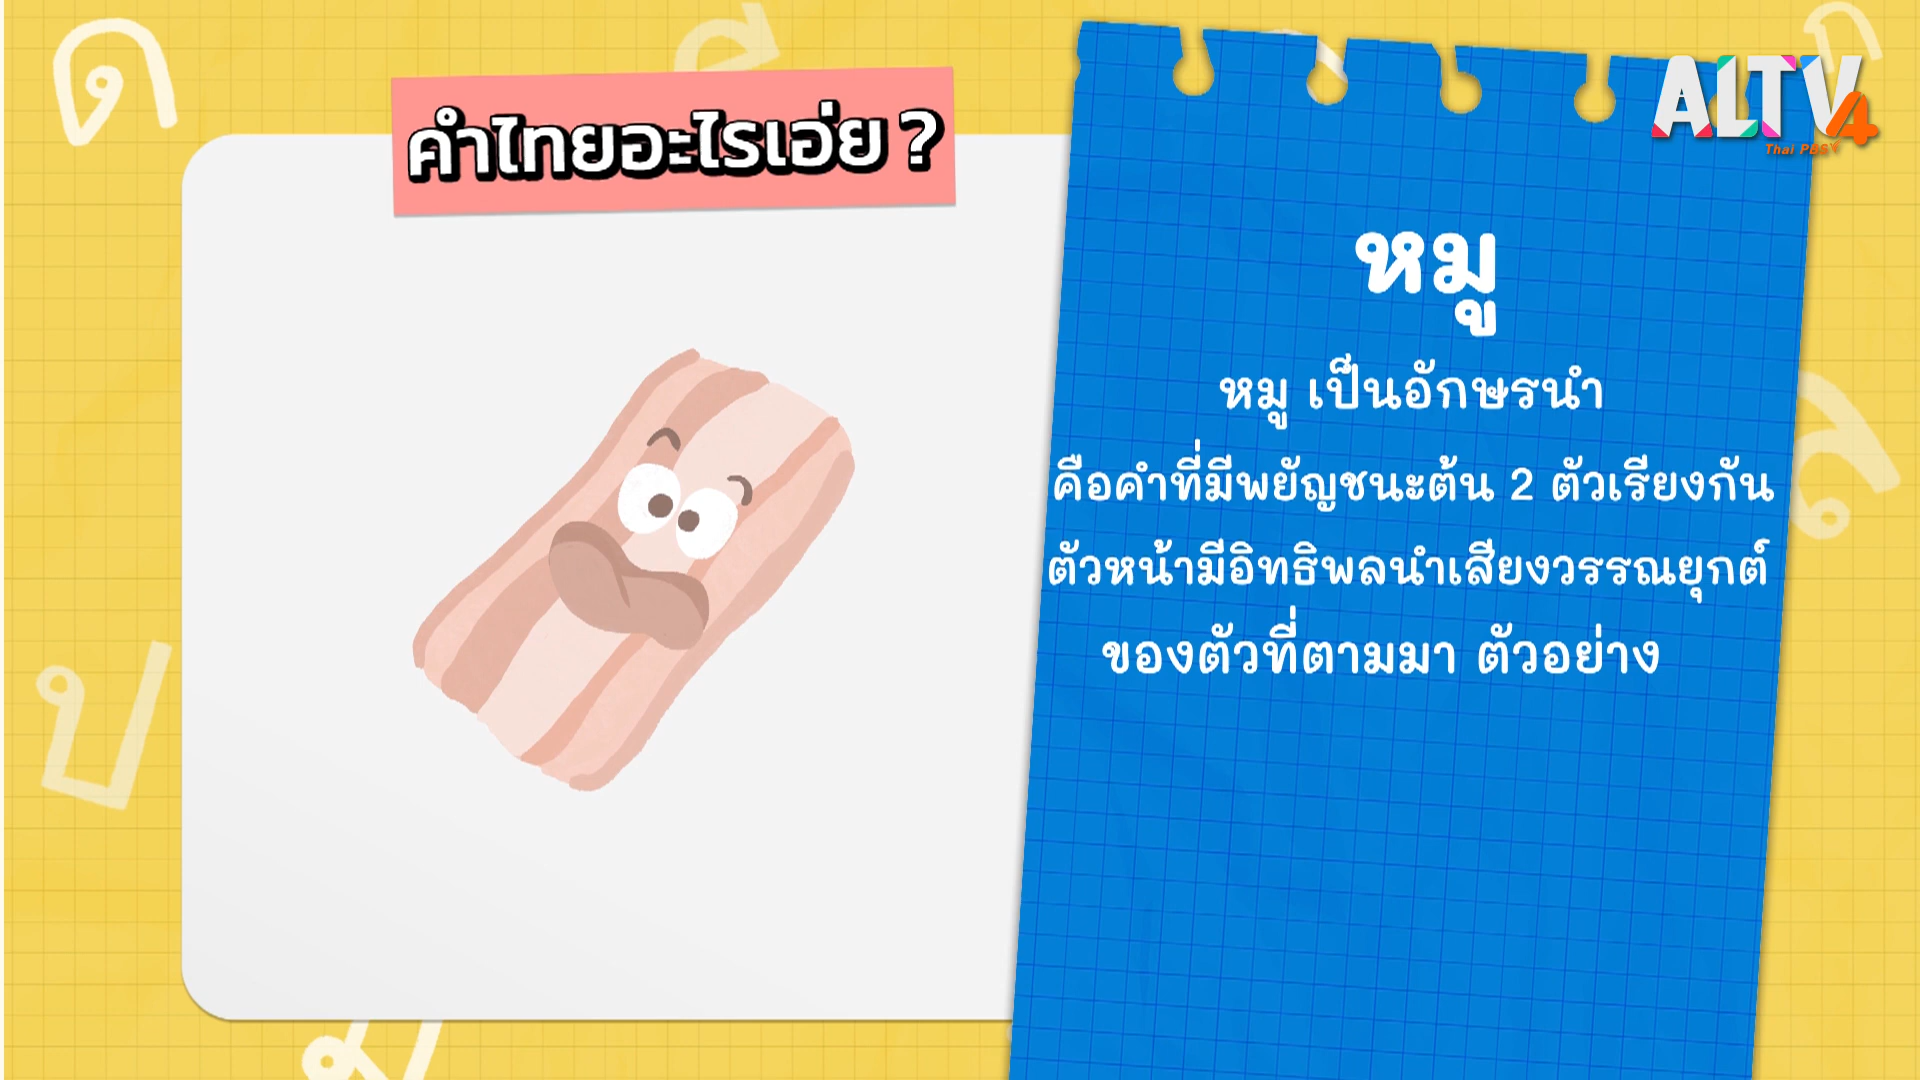 คำไทยอะไรเอ่ย ?
ALTV4
Thai PBS
หมู
หมู เป็นอักษรนำ
คือคำที่มีพยัญชนะต้น 2 ตัวเรียงกัน
ตัวหน้ามีอิทธิพลนำเสียงวรรณยุกต์
ของตัวที่ตามมา ตัวอย่าง
ด
ป